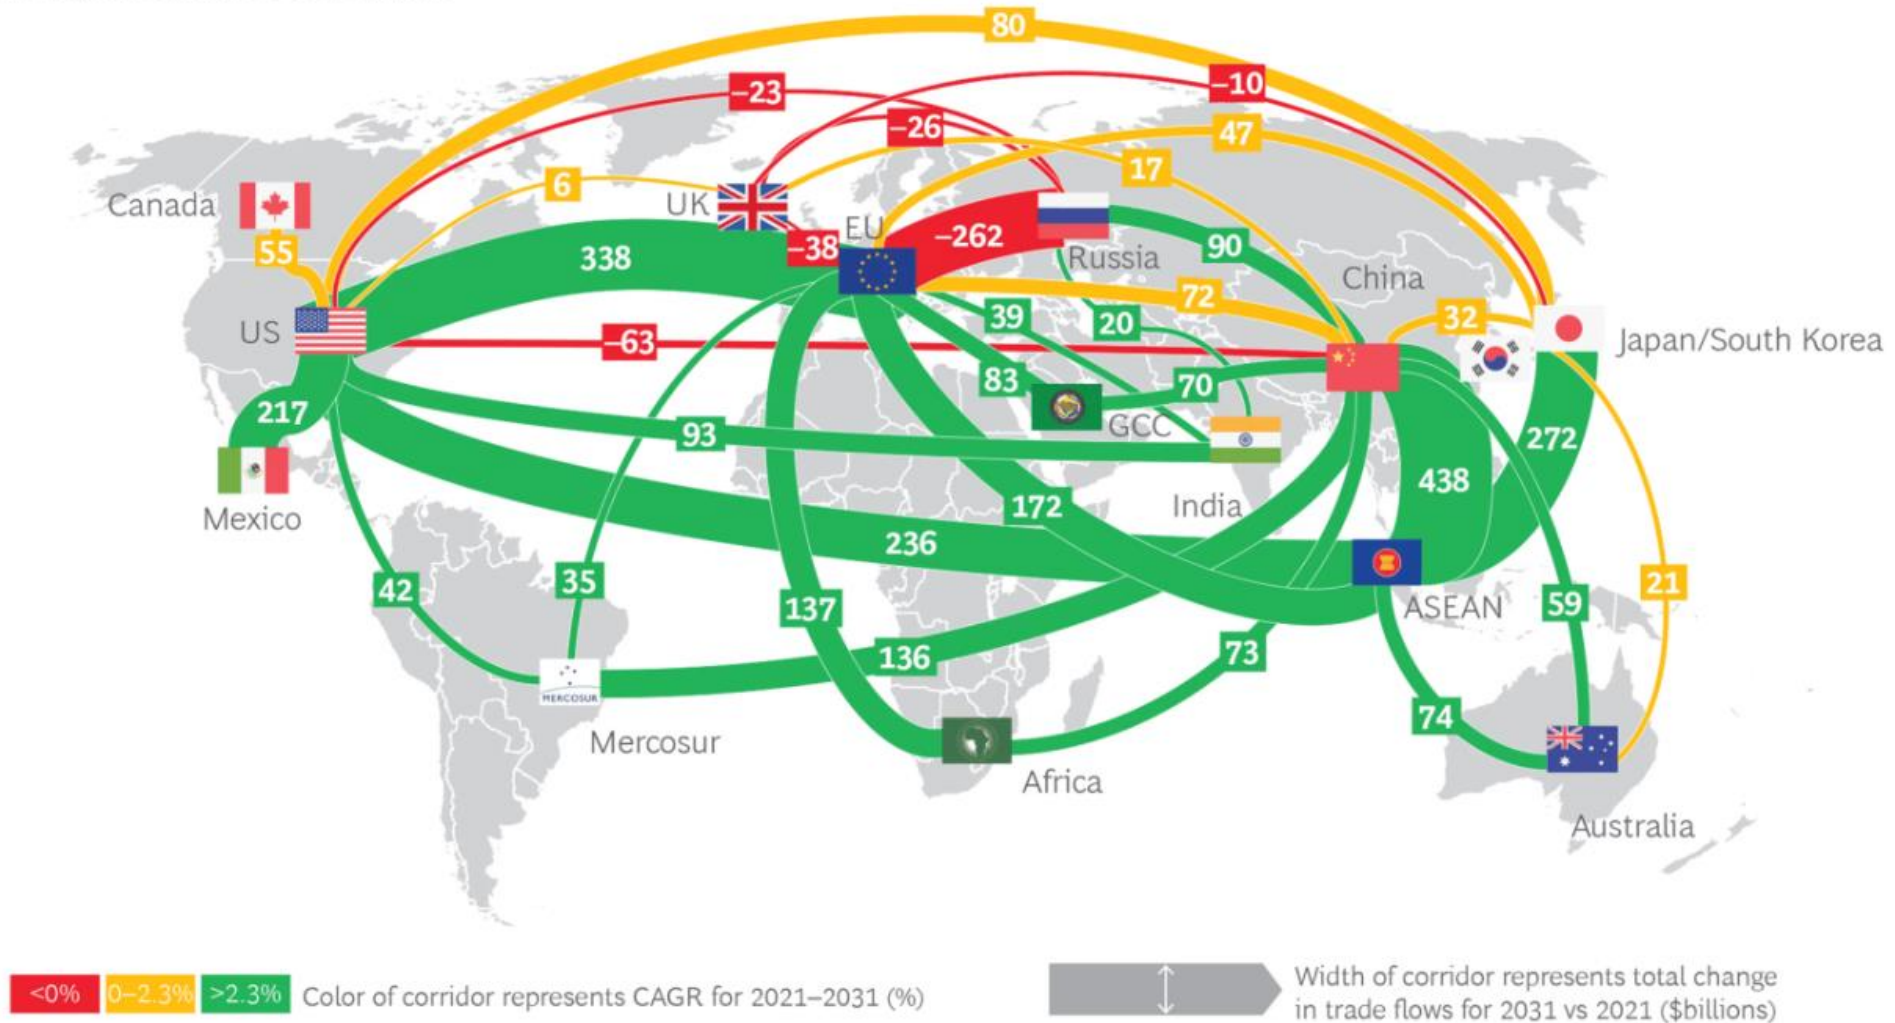 80
–23
–10
–26
47
17
6
Canada
UK
55
EU
–38
–262
338
90
Russia
72
China
39
20
32
US
–63
Japan/South Korea
83
70
217
GCC
93
272
438
Mexico
India
172
236
42
35
137
ASEAN
59
21
136
73
MERCOSUR
74
Mercosur
Africa
Australia
<0% 0–2.3% >2.3% Color of corridor represents CAGR for 2021–2031 (%)
Width of corridor represents total change
in trade flows for 2031 vs 2021 ($billions)